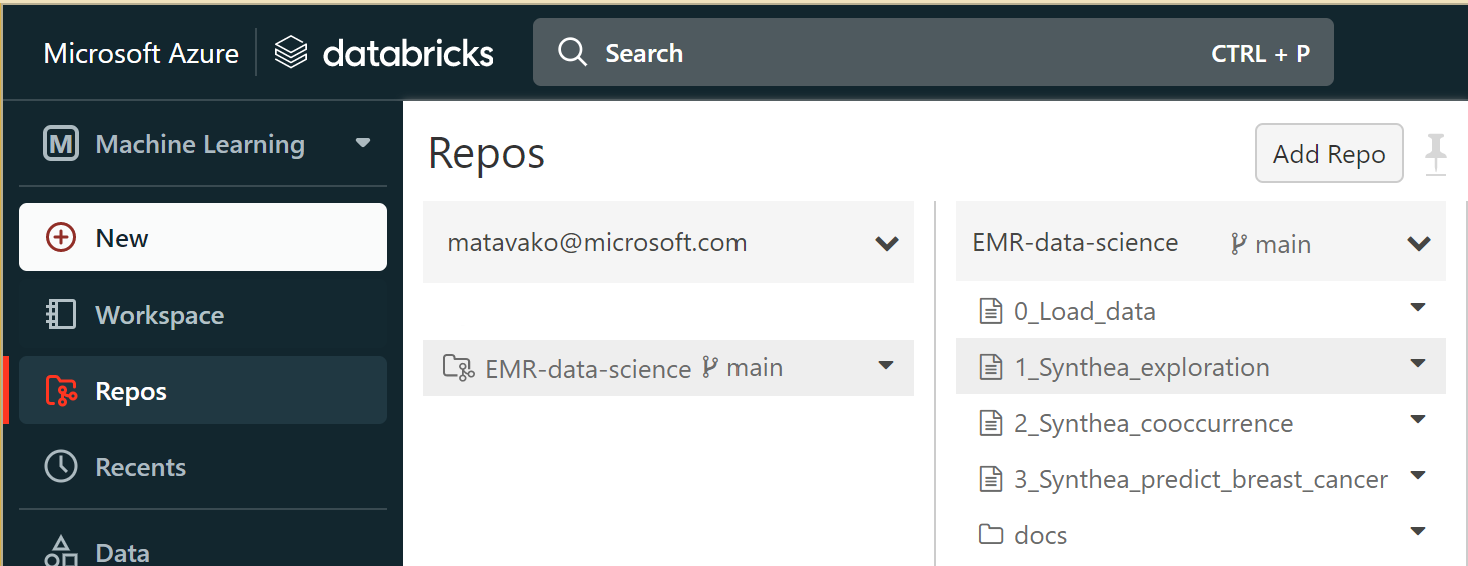 Microsoft Azure databricks Search CTRL + P
M Machine Learning
New
Workspace
Repos
Recents
Data
Repos Add Repo
matavako@microsoft.com
EMR-data-science main
EMR-data-science main
0_Load_data
1_Synthea_exploration
2_Synthea_cooccurrence
3_Synthea_predict_breast_cancer
docs